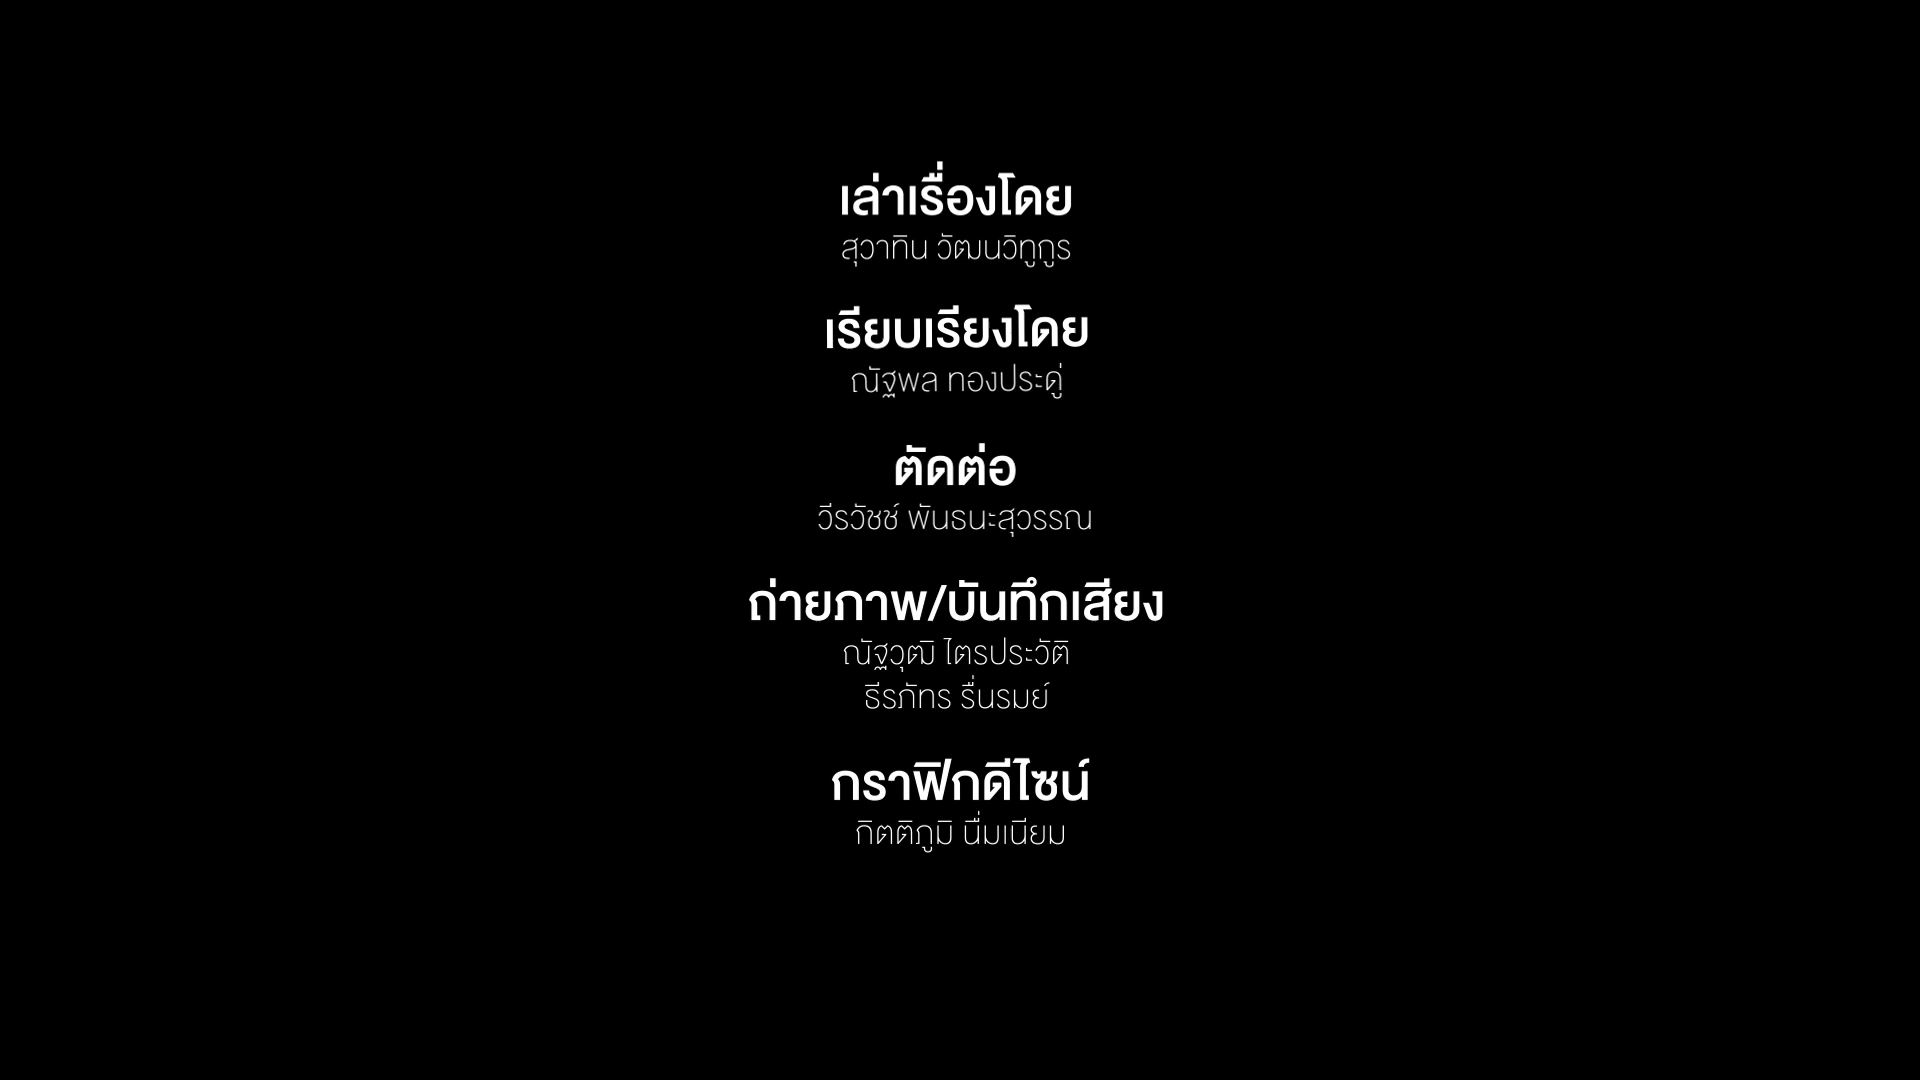 เล่าเรื่องโดย
สุวาทิน วัฒนวิทูกูร
เรียบเรียงโดย
ณัฐพล ทองประดู่
ตัดต่อ
วีรวัชช์ พันธนะสุวรรณ
ถ่ายภาพ/บันทึกเสียง
ณัฐวุฒิ ไตรประวัติ
ธีรภัทร รื่นรมย์
กราฟิกดีไซน์
กิตติภูมิ นื่มเนียม